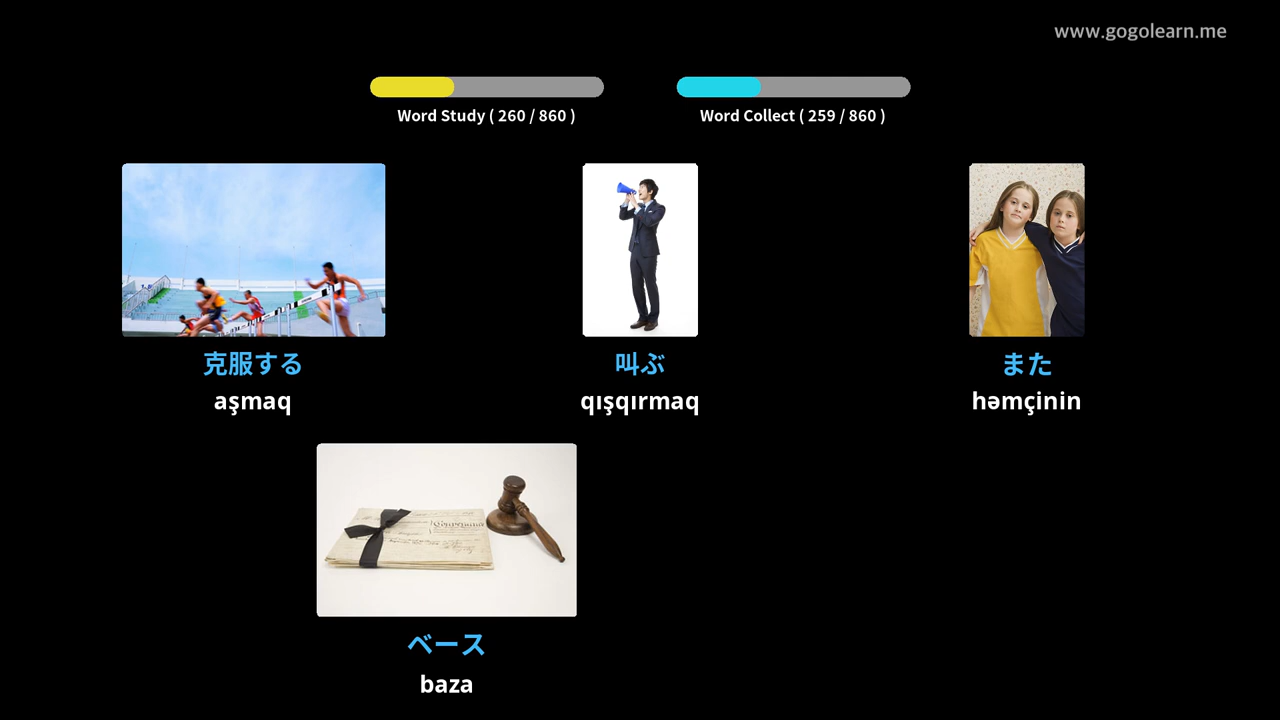 www.gogolearn.me
Word Study ( 260 / 860 )
Word Collect ( 259 / 860 )
克服する
aşmaq
叫ぶ
qışqırmaq
また
həmçinin
ベース
baza